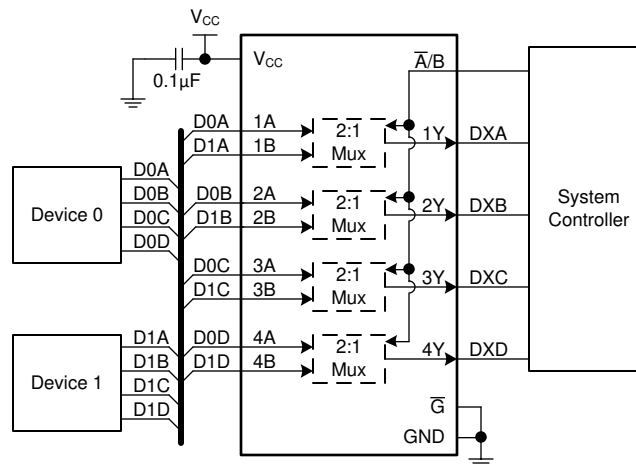 V_CC
0.1µF
V_CC
A̅/B
D0A 1A
D1A 1B
2:1
Mux
1Y DXA
D0B 2A
D1B 2B
2:1
Mux
2Y DXB
D0C 3A
D1C 3B
2:1
Mux
3Y DXC
D0D 4A
D1D 4B
2:1
Mux
4Y DXD
G̅
GND
Device 0
D0A
D0B
D0C
D0D
Device 1
D1A
D1B
D1C
D1D
System
Controller